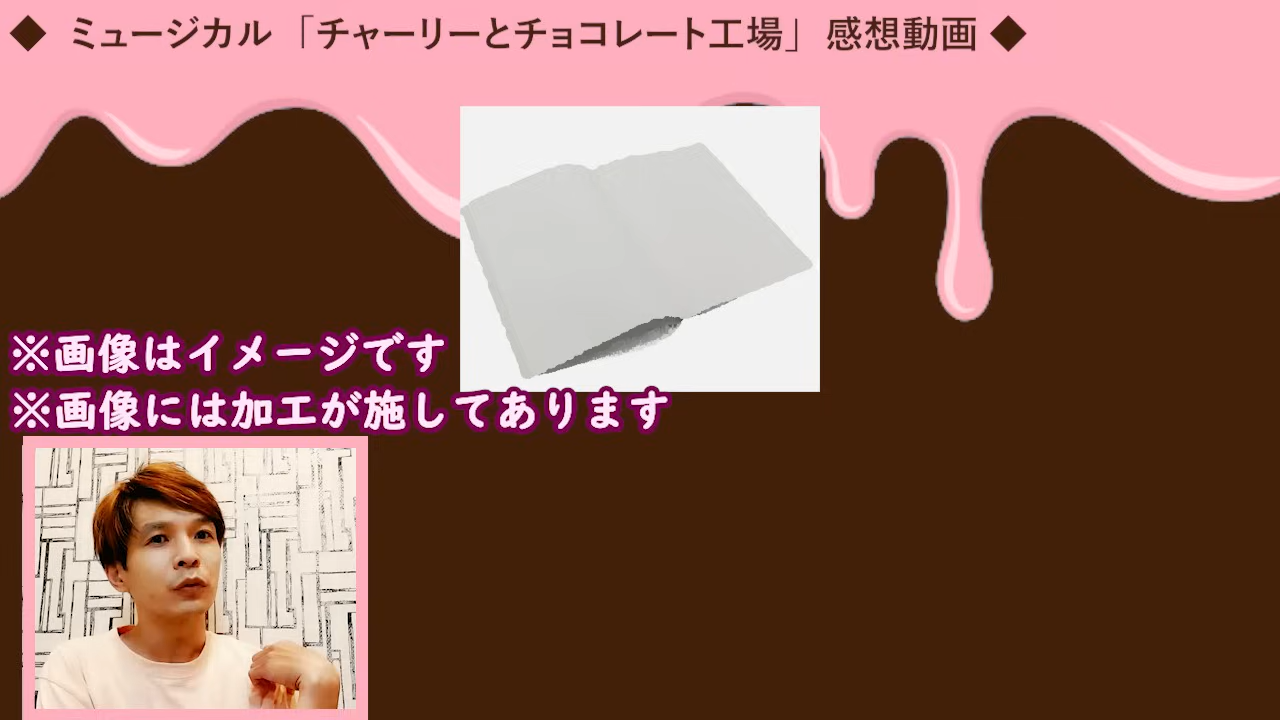 ◆ ミュージカル「チャーリーとチョコレート工場」 感想動画 ◆
※画像はイメージです
※画像には加工が施してあります